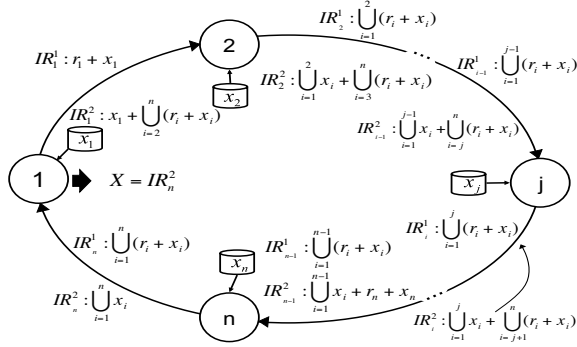 IR_2^1 : ⋃_{i=1}^{2} (r_i + x_i)
IR_1^1 : r_1 + x_1
2
...
IR_{i-1}^1 : ⋃_{i=1}^{j-1} (r_i + x_i)
x_2
IR_2^2 : ⋃_{i=1}^{2} x_i + ⋃_{i=3}^{n} (r_i + x_i)
IR_1^2 : x_1 + ⋃_{i=2}^{n} (r_i + x_i)
IR_{i-1}^2 : ⋃_{i=1}^{j-1} x_i + ⋃_{i=j}^{n} (r_i + x_i)
x_1
1
X = IR_n^2
x_j
j
IR_n^1 : ⋃_{i=1}^{n} (r_i + x_i)
x_n
IR_{n-1}^1 : ⋃_{i=1}^{n-1} (r_i + x_i)
IR_i^1 : ⋃_{i=1}^{j} (r_i + x_i)
IR_n^2 : ⋃_{i=1}^{n} x_i
n
IR_{n-1}^2 : ⋃_{i=1}^{n-1} x_i + r_n + x_n
...
IR_i^2 : ⋃_{i=1}^{j} x_i + ⋃_{i=j+1}^{n} (r_i + x_i)